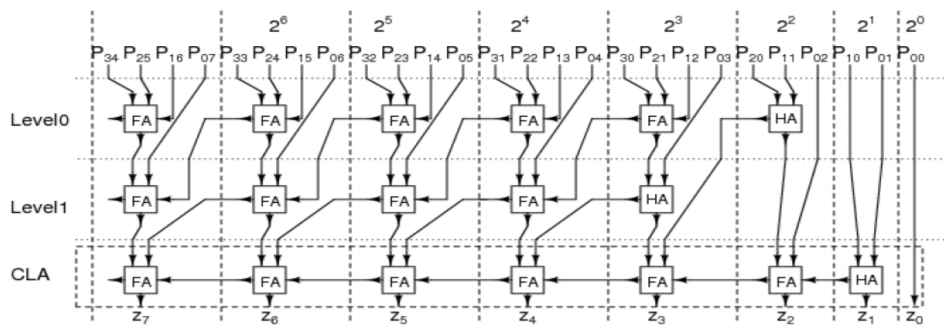 2⁶ 2⁵ 2⁴ 2³ 2² 2¹ 2⁰
P₃₄ P₂₅ P₁₆ P₀₇ P₃₃ P₂₄ P₁₅ P₀₆ P₃₂ P₂₃ P₁₄ P₀₅ P₃₁ P₂₂ P₁₃ P₀₄ P₃₀ P₂₁ P₁₂ P₀₃ P₂₀ P₁₁ P₀₂ P₁₀ P₀₁ P₀₀
Level0 FA FA FA FA FA HA
Level1 FA FA FA FA HA
CLA FA FA FA FA FA FA HA
z₇ z₆ z₅ z₄ z₃ z₂ z₁ z₀